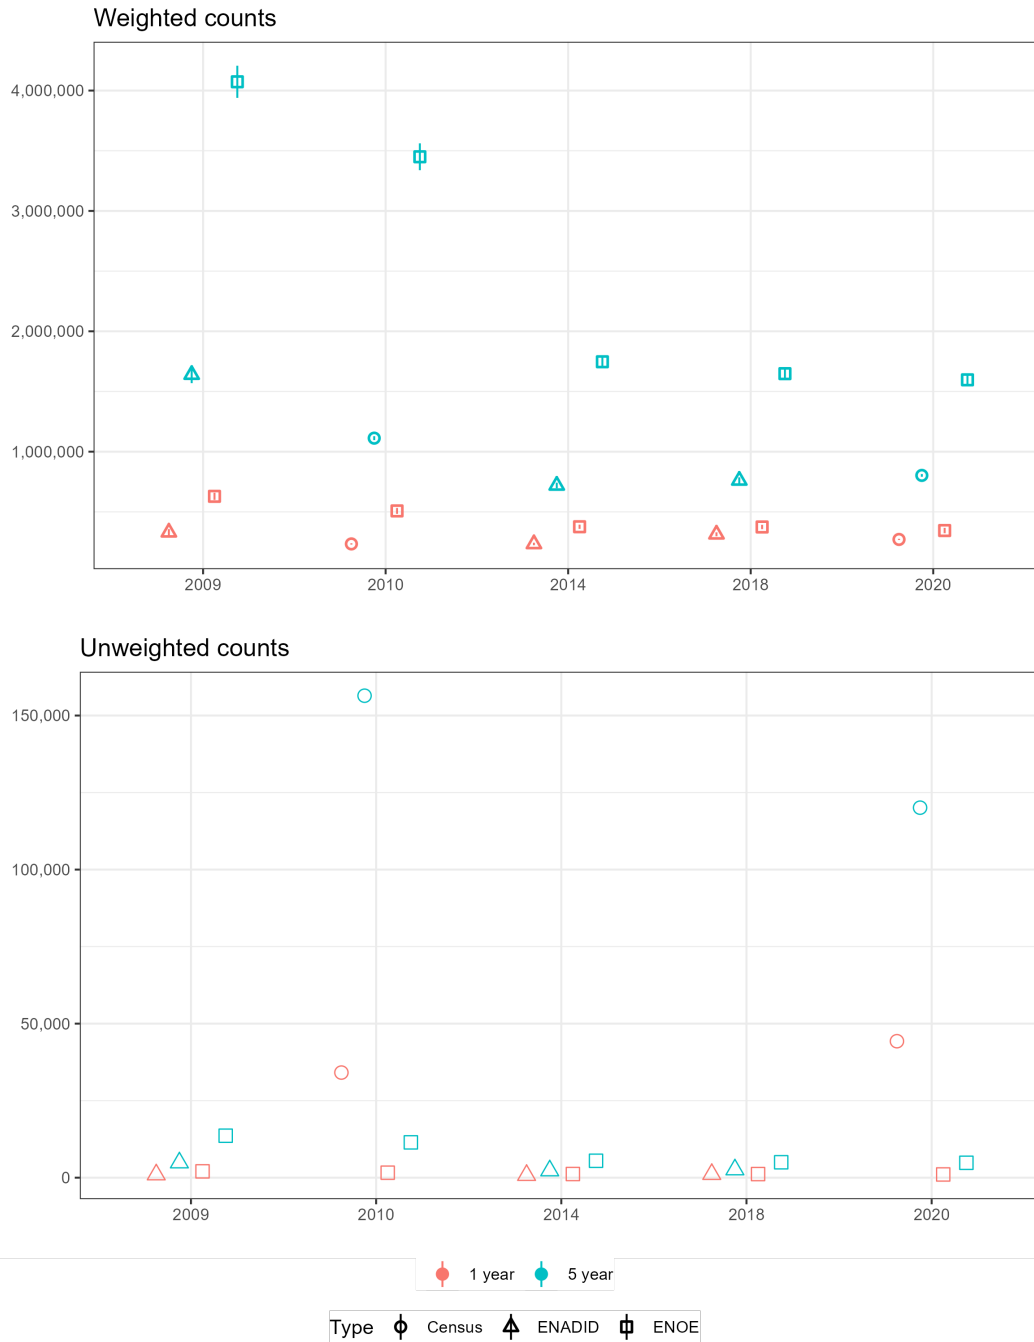 Weighted counts
4,000,000
3,000,000
2,000,000
1,000,000
2009 2010 2014 2018 2020
Unweighted counts
150,000
100,000
50,000
0
2009 2010 2014 2018 2020
1 year 5 year
Type Census ENADID ENOE